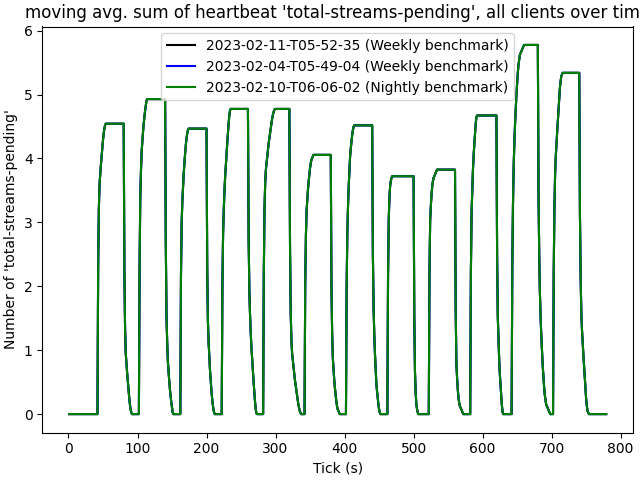 moving avg. sum of heartbeat 'total-streams-pending', all clients over tim
2023-02-11-T05-52-35 (Weekly benchmark)
2023-02-04-T05-49-04 (Weekly benchmark)
2023-02-10-T06-06-02 (Nightly benchmark)
Number of 'total-streams-pending'
6
5
4
3
2
1
0
0 100 200 300 400 500 600 700 800
Tick (s)